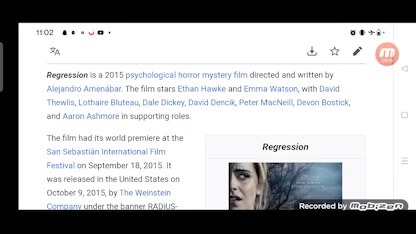 11:02
Regression is a 2015 psychological horror mystery film directed and written by
Alejandro Amenábar. The film stars Ethan Hawke and Emma Watson, with David
Thewlis, Lothaire Bluteau, Dale Dickey, David Dencik, Peter MacNeill, Devon Bostick,
and Aaron Ashmore in supporting roles.
The film had its world premiere at the
San Sebastián International Film
Festival on September 18, 2015. It
was released in the United States on
October 9, 2015, by The Weinstein
Company under the banner RADiUS-
Regression
Recorded by MOBIZEN